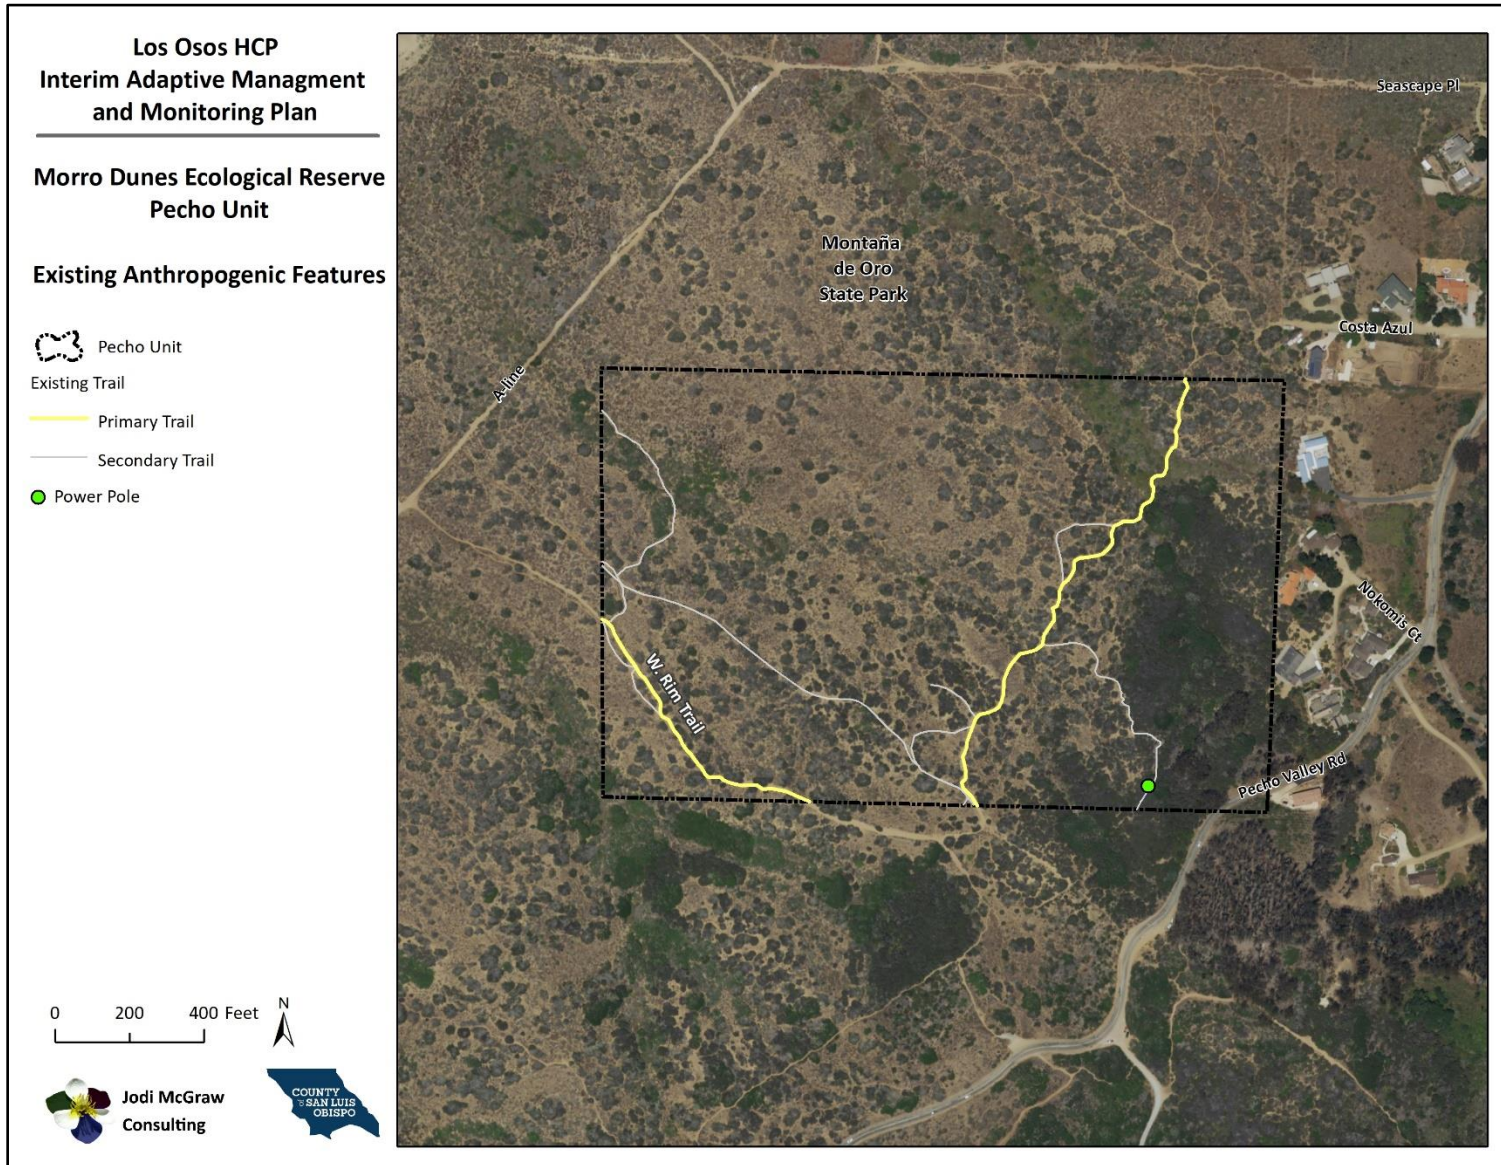 Los Osos HCP
Interim Adaptive Managment
and Monitoring Plan
Morro Dunes Ecological Reserve
Pecho Unit
Existing Anthropogenic Features
Pecho Unit
Existing Trail
Primary Trail
Secondary Trail
Power Pole
0 200 400 Feet
N
Jodi McGraw
Consulting
COUNTY
OF SAN LUIS
OBISPO
Seascape Pl
Montaña
de Oro
State Park
Costa Azul
A-line
Nokomis Ct
W. Rim Trail
Pecho Valley Rd